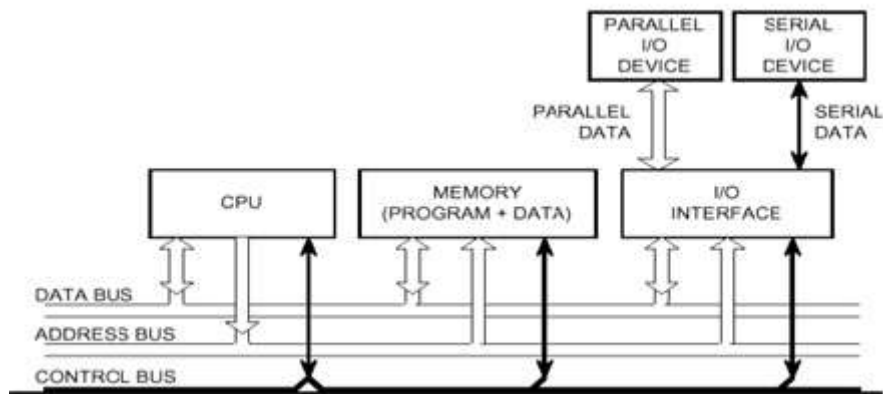 PARALLEL
I/O
DEVICE
SERIAL
I/O
DEVICE
PARALLEL
DATA
SERIAL
DATA
CPU
MEMORY
(PROGRAM + DATA)
I/O
INTERFACE
DATA BUS
ADDRESS BUS
CONTROL BUS